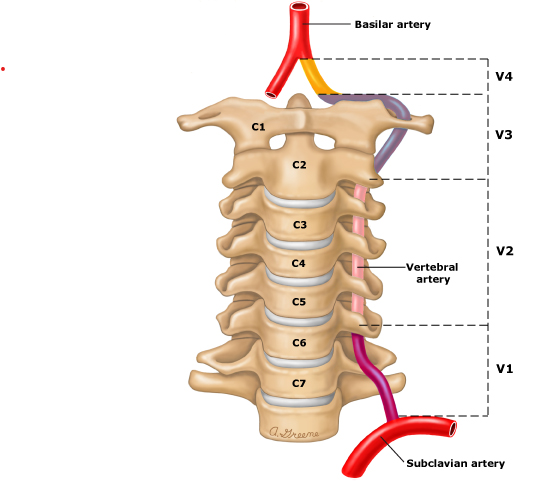 Basilar artery
V4
C1
V3
C2
C3
V2
C4
Vertebral
artery
C5
C6
V1
C7
A. Greene
Subclavian artery